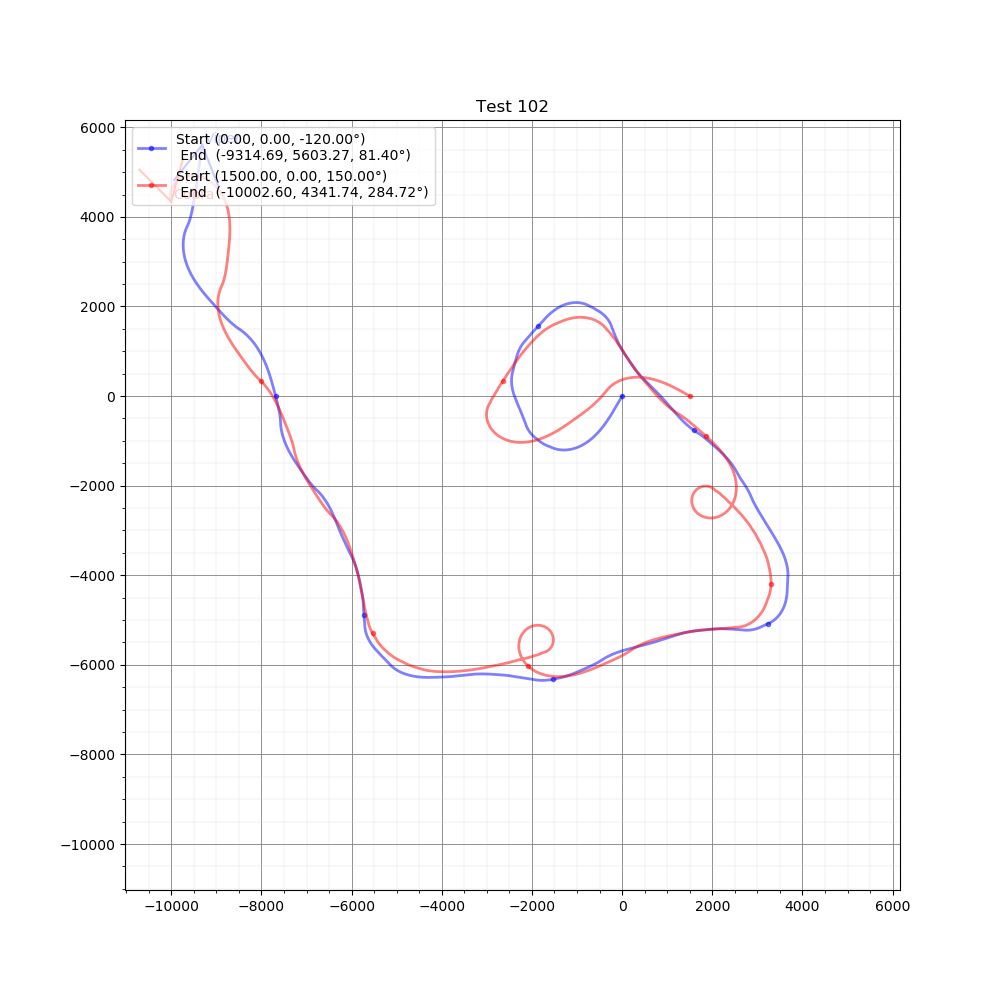 Test 102
Start (0.00, 0.00, -120.00°)
End (-9314.69, 5603.27, 81.40°)
Start (1500.00, 0.00, 150.00°)
End (-10002.60, 4341.74, 284.72°)
6000
4000
2000
0
−2000
−4000
−6000
−8000
−10000
−10000 −8000 −6000 −4000 −2000 0 2000 4000 6000